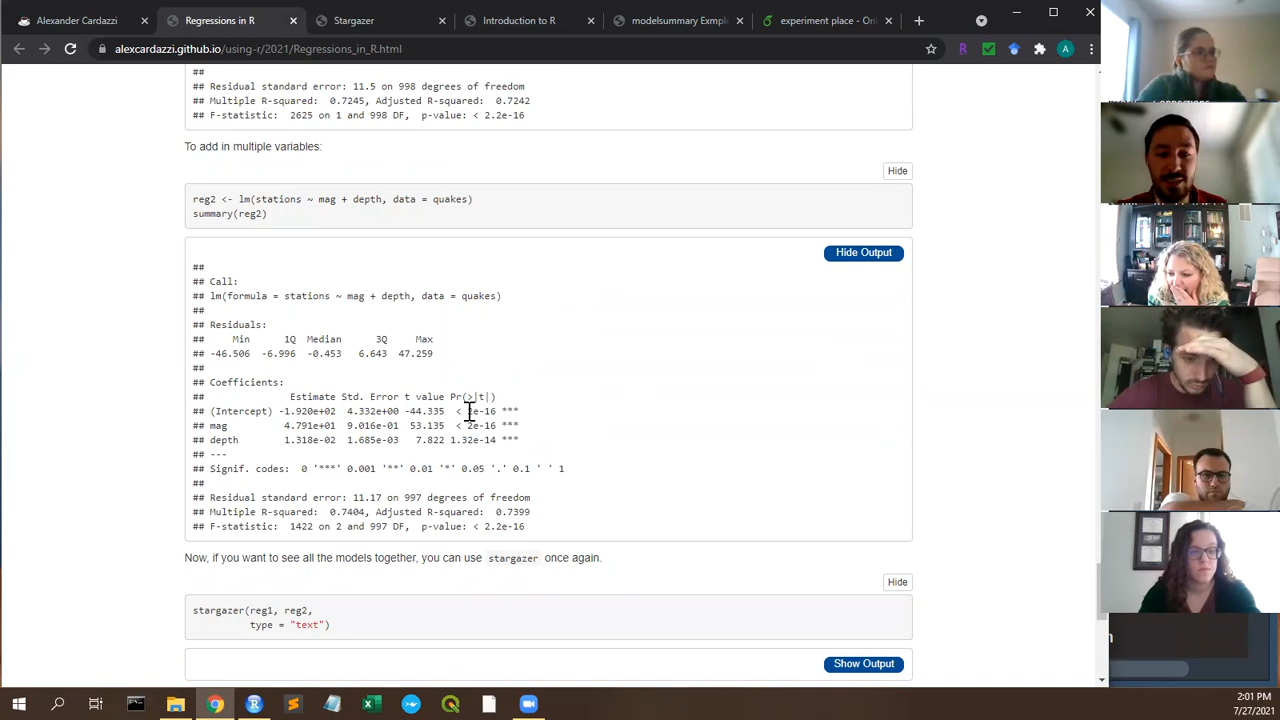 Alexander Cardazzi
Regressions in R
Stargazer
Introduction to R
modelsummary Exmple
experiment place - Onl
alexcardazzi.github.io/using-r/2021/Regressions_in_R.html
R
A
##
## Residual standard error: 11.5 on 998 degrees of freedom
## Multiple R-squared:  0.7245, Adjusted R-squared:  0.7242
## F-statistic:  2625 on 1 and 998 DF,  p-value: < 2.2e-16
To add in multiple variables:
Hide
reg2 <- lm(stations ~ mag + depth, data = quakes)
summary(reg2)
Hide Output
##
## Call:
## lm(formula = stations ~ mag + depth, data = quakes)
##
## Residuals:
##     Min      1Q  Median      3Q     Max
## -46.506  -6.996  -0.453   6.643  47.259
##
## Coefficients:
##               Estimate Std. Error t value Pr(>|t|)
## (Intercept) -1.920e+02  4.332e+00 -44.335  < 2e-16 ***
## mag          4.791e+01  9.016e-01  53.135  < 2e-16 ***
## depth        1.318e-02  1.685e-03   7.822 1.32e-14 ***
## ---
## Signif. codes:  0 '***' 0.001 '**' 0.01 '*' 0.05 '.' 0.1 ' ' 1
##
## Residual standard error: 11.17 on 997 degrees of freedom
## Multiple R-squared:  0.7404, Adjusted R-squared:  0.7399
## F-statistic:  1422 on 2 and 997 DF,  p-value: < 2.2e-16
Now, if you want to see all the models together, you can use stargazer once again.
Hide
stargazer(reg1, reg2,
type = "text")
Show Output
2:01 PM
7/27/2021